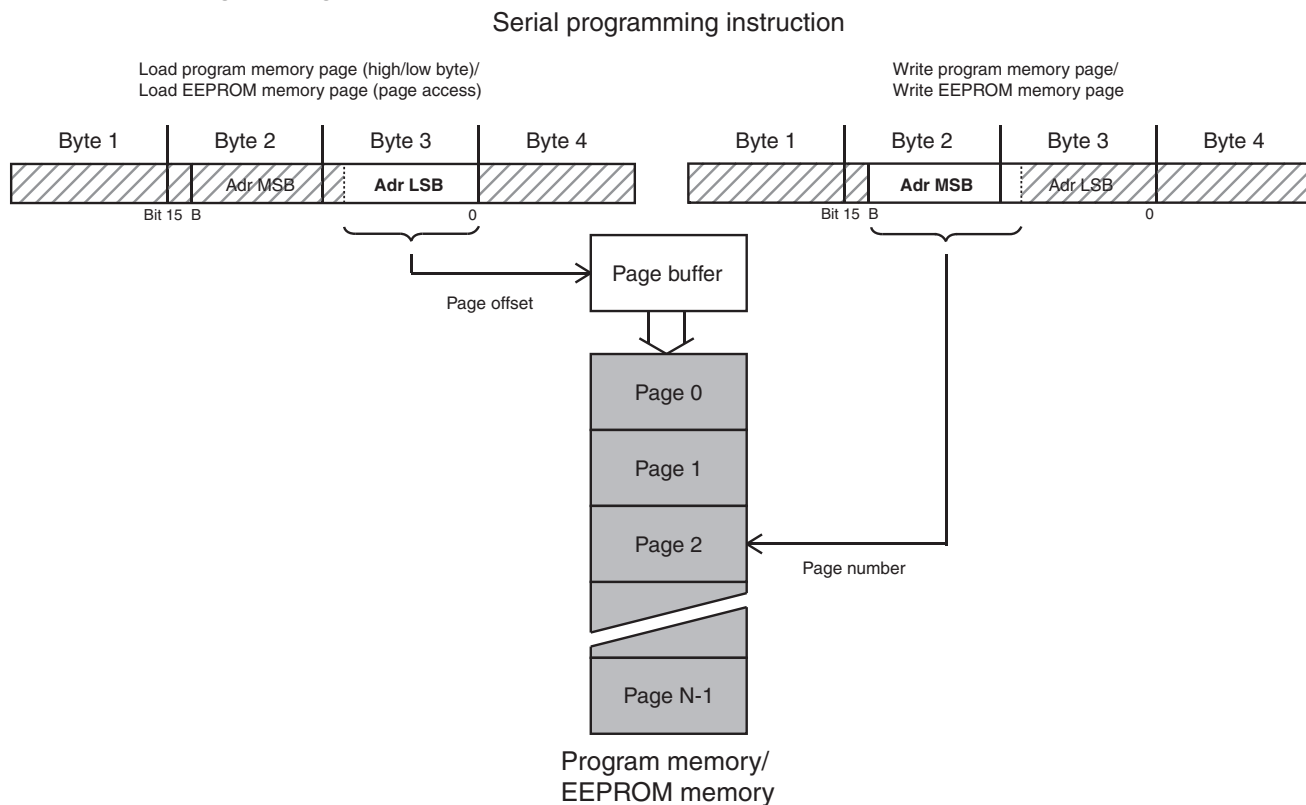 Serial programming instruction
Load program memory page (high/low byte)/
Load EEPROM memory page (page access)
Write program memory page/
Write EEPROM memory page
Byte 1 Byte 2 Byte 3 Byte 4
Byte 1 Byte 2 Byte 3 Byte 4
Adr MSB Adr LSB
Adr MSB Adr LSB
Bit 15 B 0
Bit 15 B 0
Page buffer
Page offset
Page 0
Page 1
Page 2
Page number
Page N-1
Program memory/
EEPROM memory